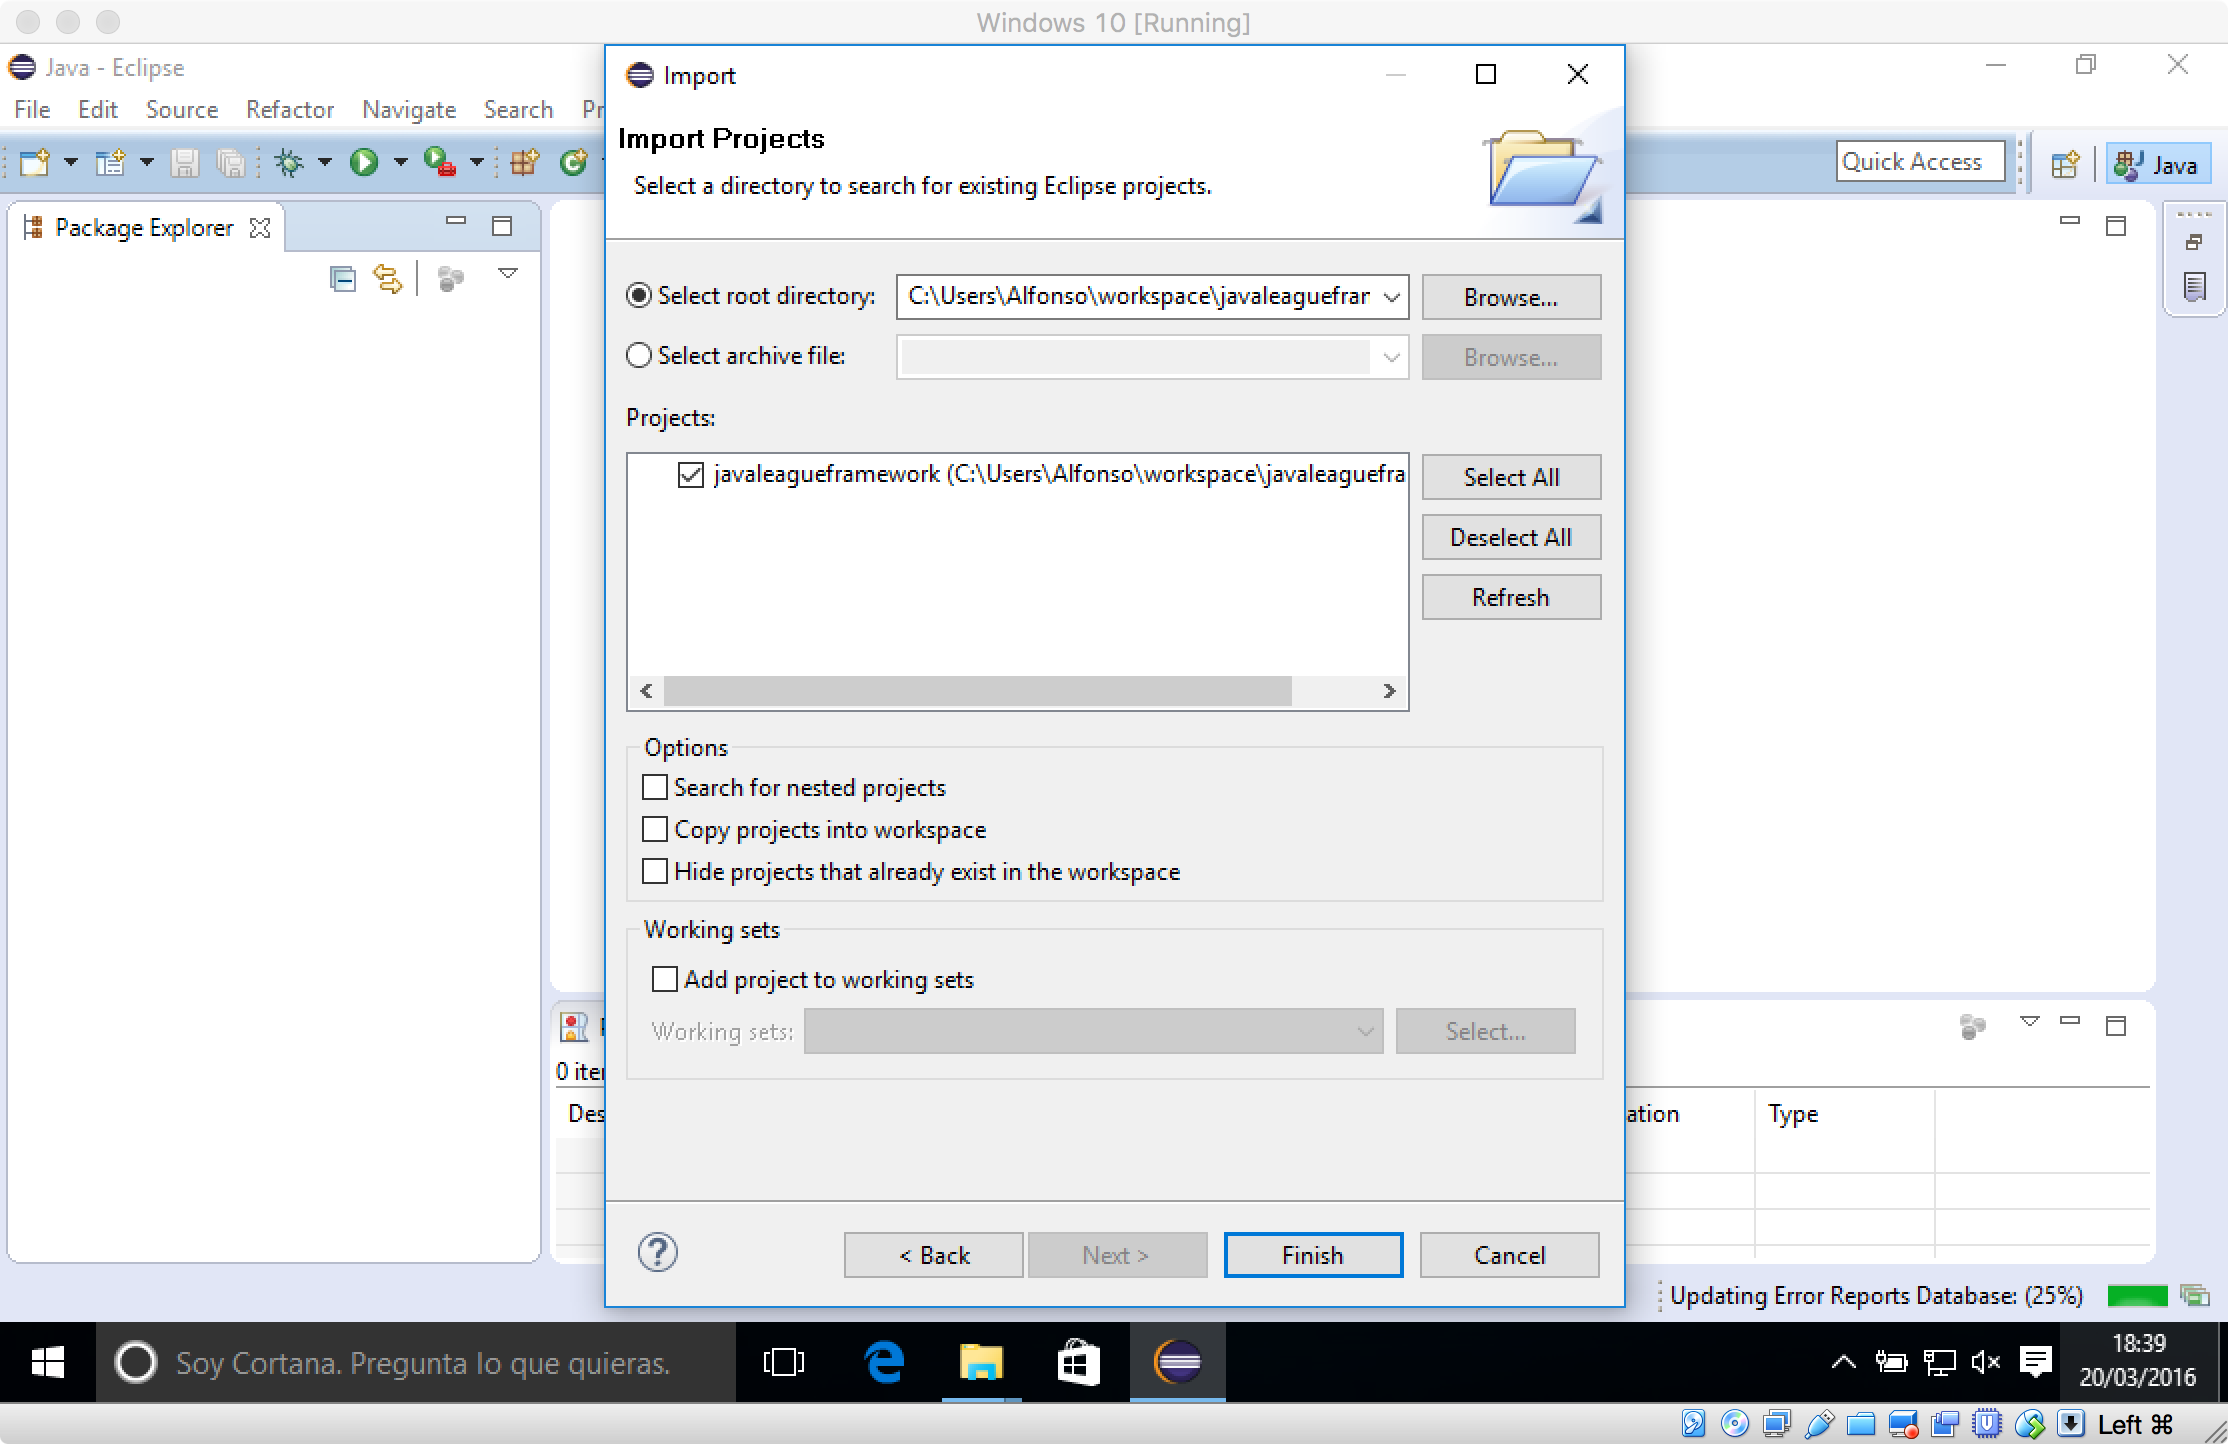 Windows 10 [Running]
Java - Eclipse
File Edit Source Refactor Navigate Search
Quick Access
Java
Package Explorer
Import
Import Projects
Select a directory to search for existing Eclipse projects.
Select root directory: C:\Users\Alfonso\workspace\javaleaguefrar Browse...
Select archive file: Browse...
Projects:
javaleagueframework (C:\Users\Alfonso\workspace\javaleaguefra
Select All
Deselect All
Refresh
Options
Search for nested projects
Copy projects into workspace
Hide projects that already exist in the workspace
Working sets
Add project to working sets
Working sets: Select...
0 iter
Des
ation Type
? < Back Next > Finish Cancel
Updating Error Reports Database: (25%)
Soy Cortana. Pregunta lo que quieras.
18:39
20/03/2016
Left ⌘